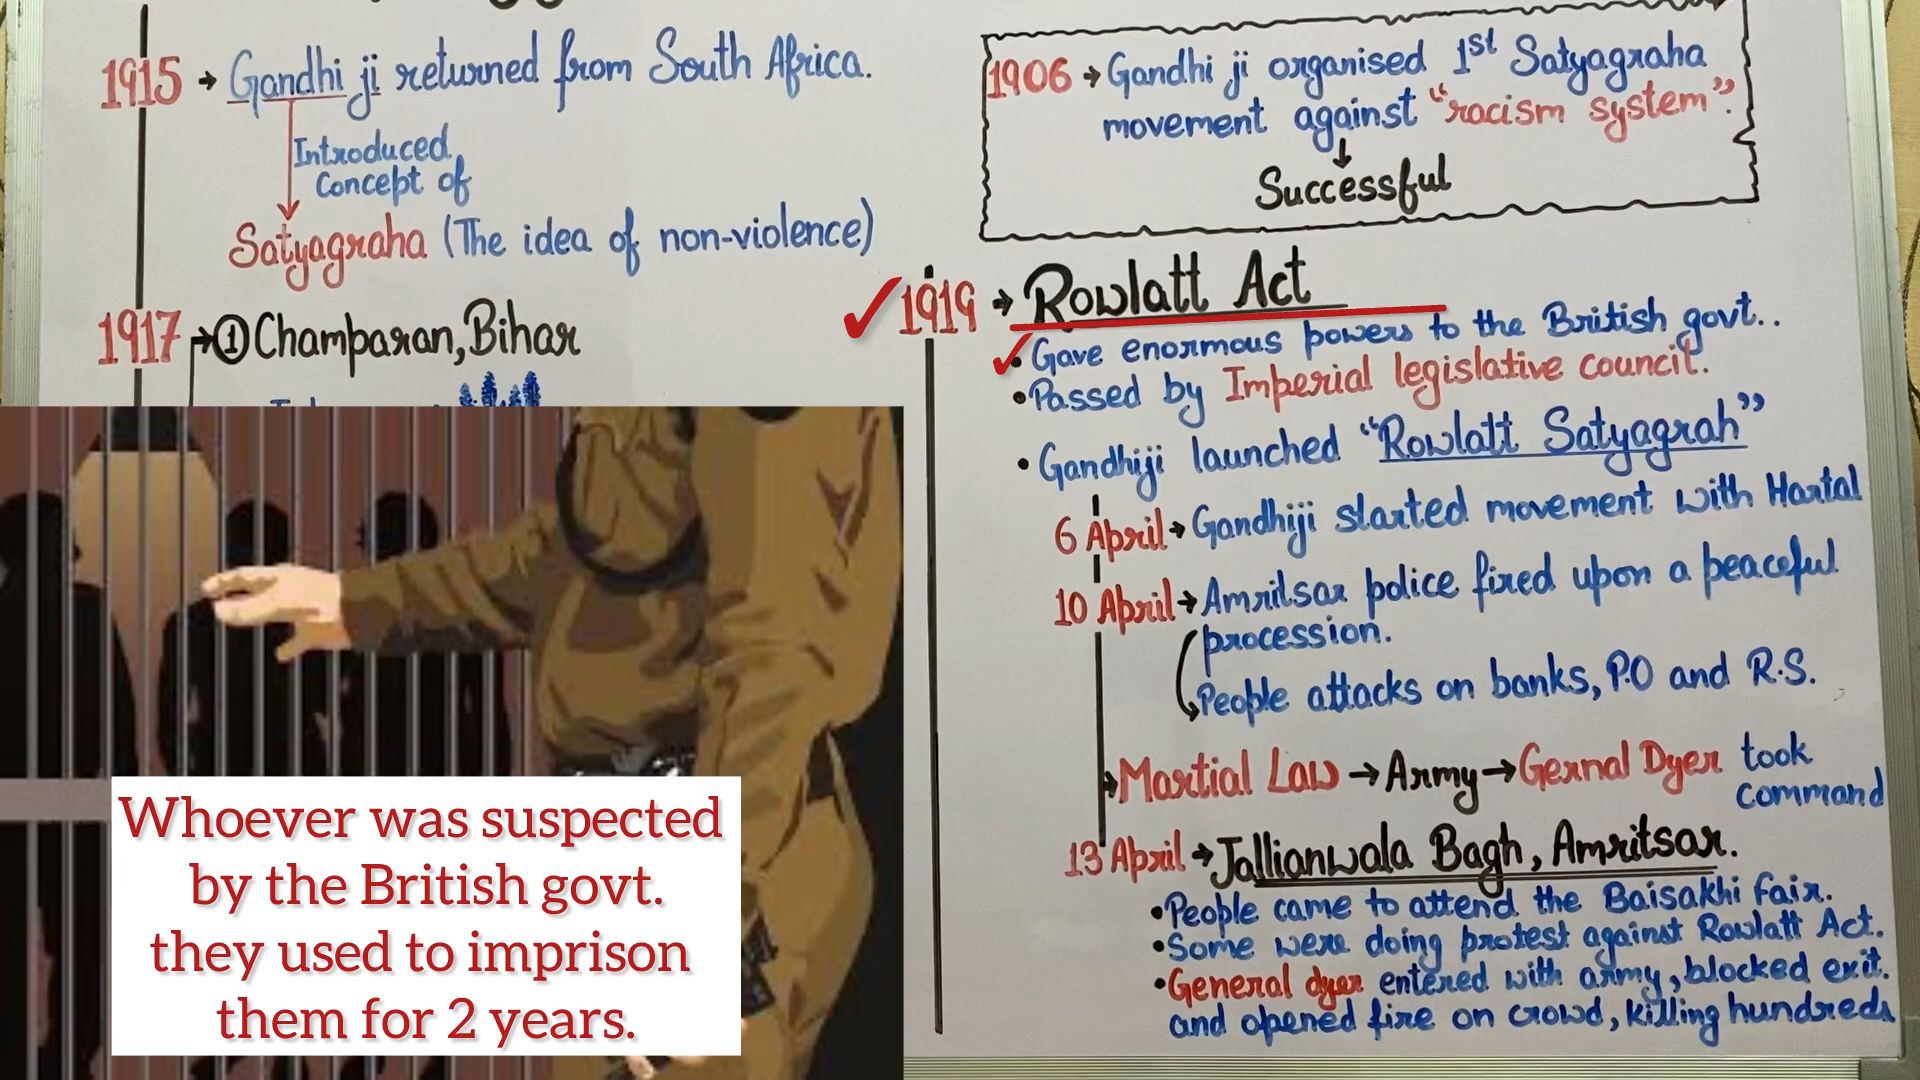 1915 → Gandhi ji returned from South Africa.
Introduced
Concept of
Satyagraha (The idea of non-violence)
1917 → ① Champaran, Bihar
1906 → Gandhi ji organised 1st Satyagraha
movement against "racism system".
↓
Successful
1919 → Rowlatt Act
• Gave enormous powers to the British govt..
• Passed by Imperial legislative council.
• Gandhiji launched "Rowlatt Satyagrah"
6 April → Gandhiji started movement with Hartal
10 April → Amritsar police fired upon a peaceful
procession.
People attacks on banks, P.O and R.S.
Martial Law → Army → Gernal Dyer took
command
13 April → Jallianwala Bagh, Amritsar.
• People came to attend the Baisakhi fair.
• Some were doing protest against Rowlatt Act.
• General dyer entered with army, blocked exit.
and opened fire on crowd, killing hundreds
Whoever was suspected
by the British govt.
they used to imprison
them for 2 years.